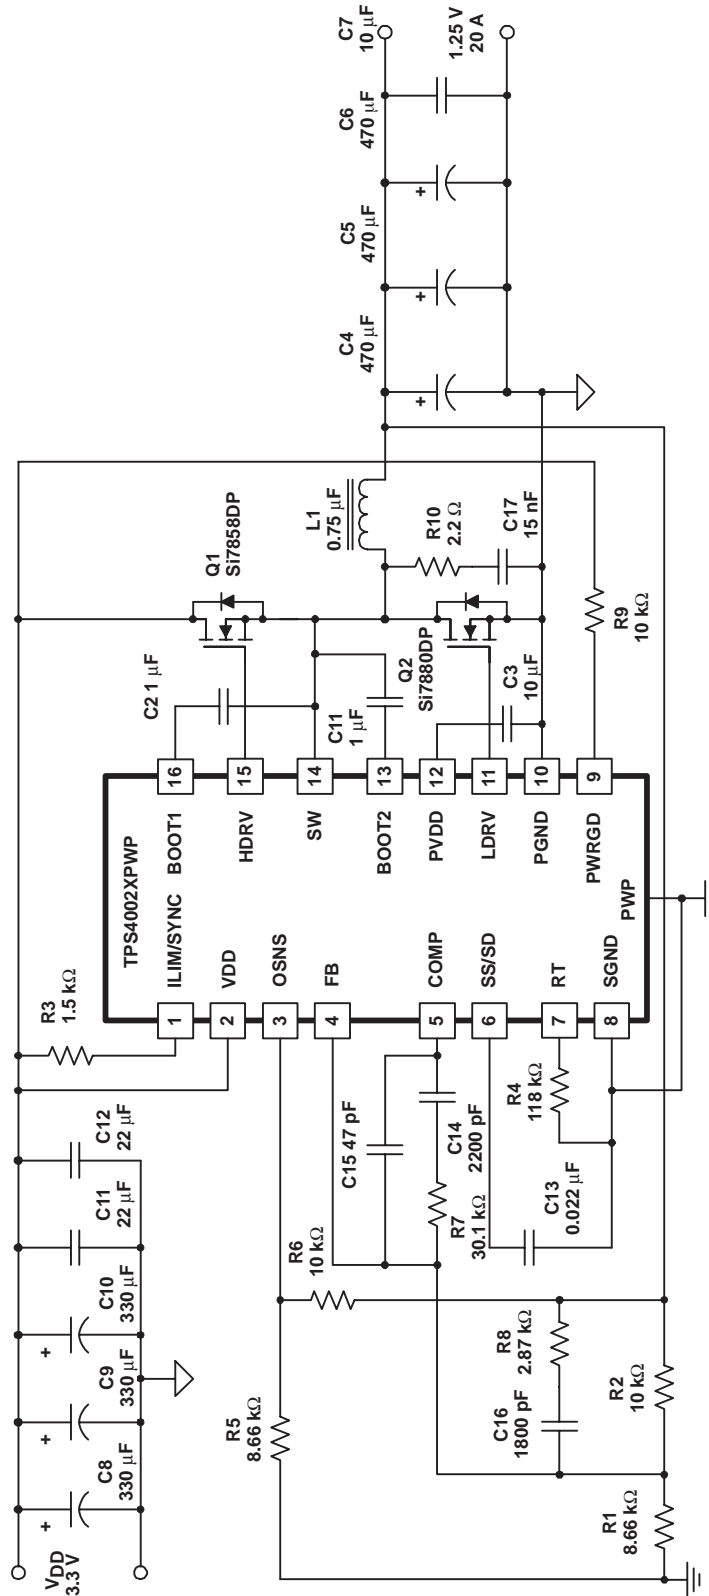 VDD
3.3 V
C8
330 µF
C9
330 µF
C10
330 µF
C11
22 µF
C12
22 µF
R3
1.5 kΩ
TPS4002XPWP
1
ILIM/SYNC
2
VDD
3
OSNS
4
FB
5
COMP
6
SS/SD
7
RT
8
SGND
16
BOOT1
15
HDRV
14
SW
13
BOOT2
12
PVDD
11
LDRV
10
PGND
9
PWRGD
PWP
C2 1 µF
Q1
Si7858DP
C11
1 µF
Q2
Si7880DP
C3
10 µF
L1
0.75 µF
R10
2.2 Ω
C17
15 nF
R9
10 kΩ
C4
470 µF
C5
470 µF
C6
470 µF
C7
10 µF
1.25 V
20 A
R5
8.66 kΩ
R6
10 kΩ
C15 47 pF
R7
30.1 kΩ
C14
2200 pF
R4
118 kΩ
C13
0.022 µF
C16
1800 pF
R8
2.87 kΩ
R1
8.66 kΩ
R2
10 kΩ
+
+
+
+
+
+